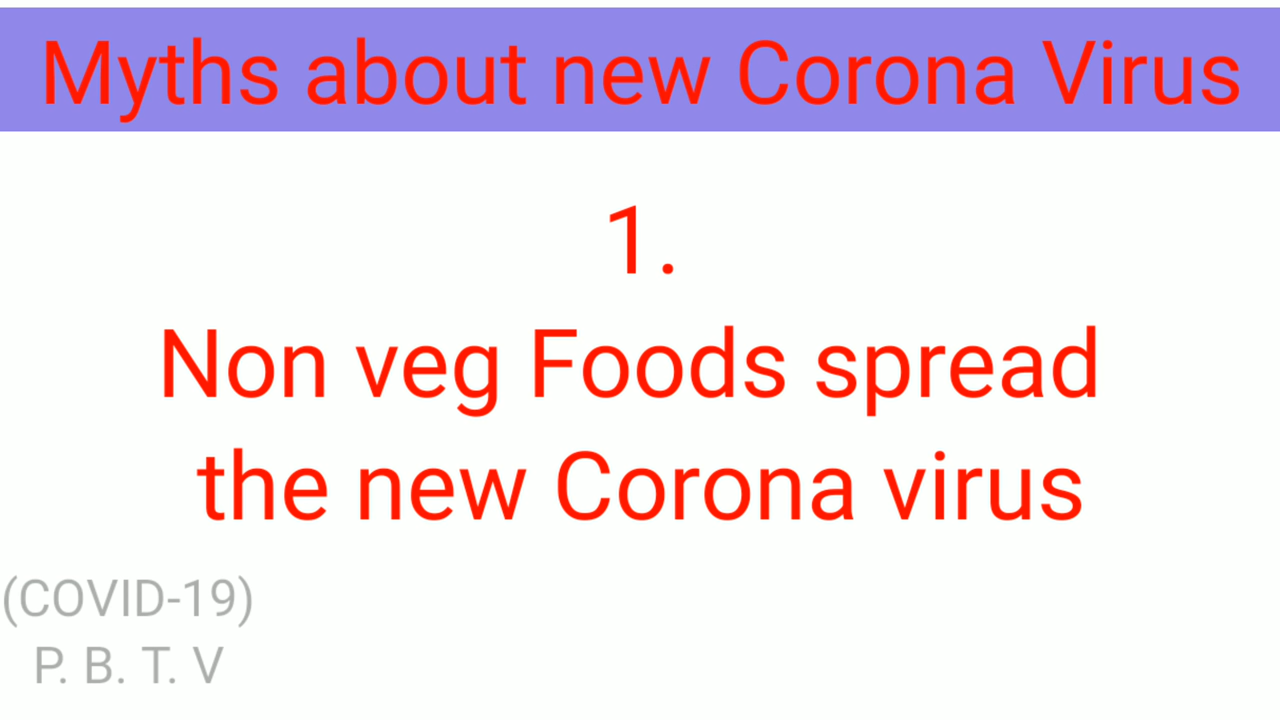 Myths about new Corona Virus
1.
Non veg Foods spread
the new Corona virus
(COVID-19)
P. B. T. V